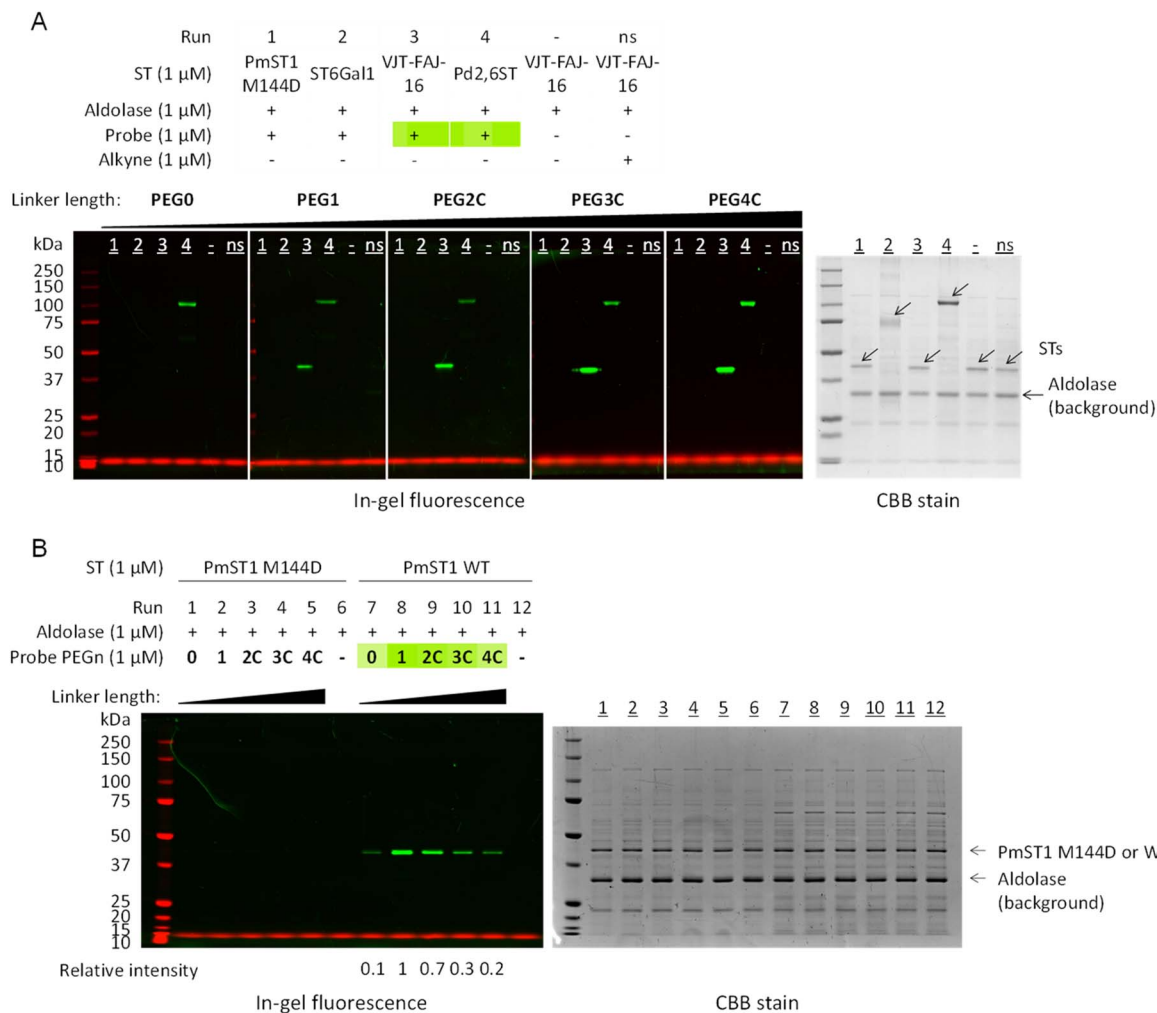 A
Run 1 2 3 4 - ns
ST (1 µM) PmST1 M144D ST6Gal1 VJT-FAJ-16 Pd2,6ST VJT-FAJ-16 VJT-FAJ-16
Aldolase (1 µM) + + + + + +
Probe (1 µM) + + + + - -
Alkyne (1 µM) - - - - - +
Linker length: PEG0 PEG1 PEG2C PEG3C PEG4C
kDa 1 2 3 4 - ns 1 2 3 4 - ns 1 2 3 4 - ns 1 2 3 4 - ns 1 2 3 4 - ns
250
150
100
75
50
37
25
20
15
10
In-gel fluorescence
1 2 3 4 - ns
STs
Aldolase
(background)
CBB stain
B
ST (1 µM) PmST1 M144D PmST1 WT
Run 1 2 3 4 5 6 7 8 9 10 11 12
Aldolase (1 µM) + + + + + + + + + + + +
Probe PEGn (1 µM) 0 1 2C 3C 4C - 0 1 2C 3C 4C -
Linker length:
kDa
250
150
100
75
50
37
25
20
15
10
Relative intensity 0.1 1 0.7 0.3 0.2
In-gel fluorescence
1 2 3 4 5 6 7 8 9 10 11 12
PmST1 M144D or W
Aldolase
(background)
CBB stain